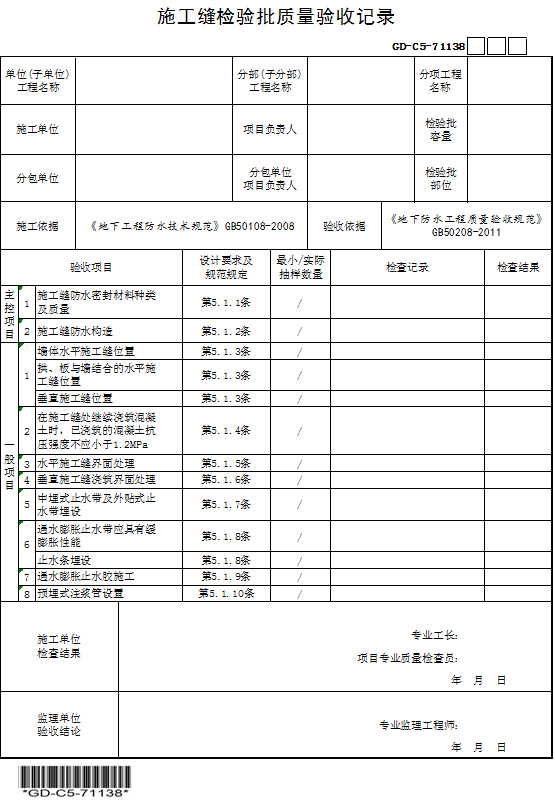 施工缝检验批质量验收记录
GD-C5-71138
单位(子单位)
工程名称
分部(子分部)
工程名称
分项工程
名称
施工单位
项目负责人
检验批
容量
分包单位
分包单位
项目负责人
检验批
部位
施工依据
《地下工程防水技术规范》GB50108-2008
验收依据
《地下防水工程质量验收规范》
GB50208-2011
验收项目
设计要求及
规范规定
最小/实际
抽样数量
检查记录
检查结果
主控项目
1
施工缝防水密封材料种类
及质量
第5.1.1条
/
2
施工缝防水构造
第5.1.2条
/
一般项目
1
墙体水平施工缝位置
第5.1.3条
/
拱、板与墙结合的水平施
工缝位置
第5.1.3条
/
垂直施工缝位置
第5.1.3条
/
2
在施工缝处继续浇筑混凝
土时，已浇筑的混凝土抗
压强度不应小于1.2MPa
第5.1.4条
/
3
水平施工缝界面处理
第5.1.5条
/
4
垂直施工缝浇筑界面处理
第5.1.6条
/
5
中埋式止水带及外贴式止
水带埋设
第5.1.7条
/
6
遇水膨胀止水带应具有缓
膨胀性能
第5.1.8条
/
止水条埋设
第5.1.8条
/
7
遇水膨胀止水胶施工
第5.1.9条
/
8
预埋式注浆管设置
第5.1.10条
/
施工单位
检查结果
专业工长：
项目专业质量检查员：
年 月 日
监理单位
验收结论
专业监理工程师：
年 月 日
*GD-C5-71138*